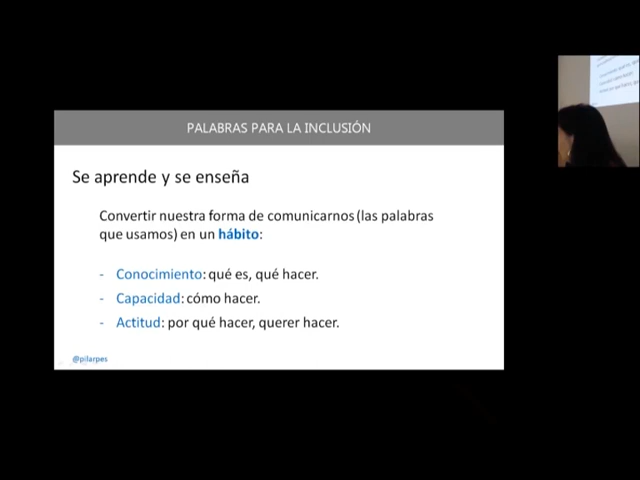 PALABRAS PARA LA INCLUSIÓN
Se aprende y se enseña
Convertir nuestra forma de comunicarnos (las palabras
que usamos) en un hábito:
- Conocimiento: qué es, qué hacer.
- Capacidad: cómo hacer.
- Actitud: por qué hacer, querer hacer.
@pilarpes